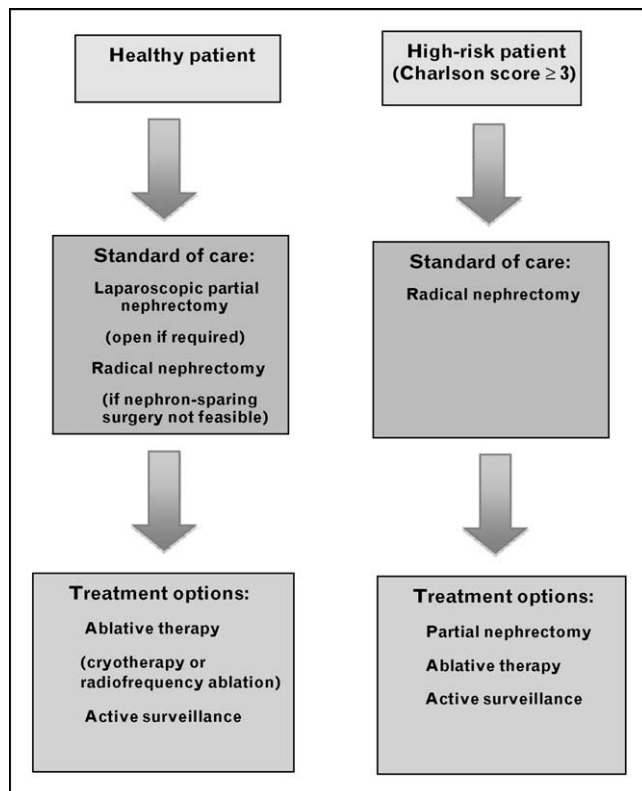 Healthy patient
Standard of care:
Laparoscopic partial
nephrectomy
(open if required)
Radical nephrectomy
(if nephron-sparing
surgery not feasible)
Treatment options:
Ablative therapy
(cryotherapy or
radiofrequency ablation)
Active surveillance
High-risk patient
(Charlson score ≥ 3)
Standard of care:
Radical nephrectomy
Treatment options:
Partial nephrectomy
Ablative therapy
Active surveillance